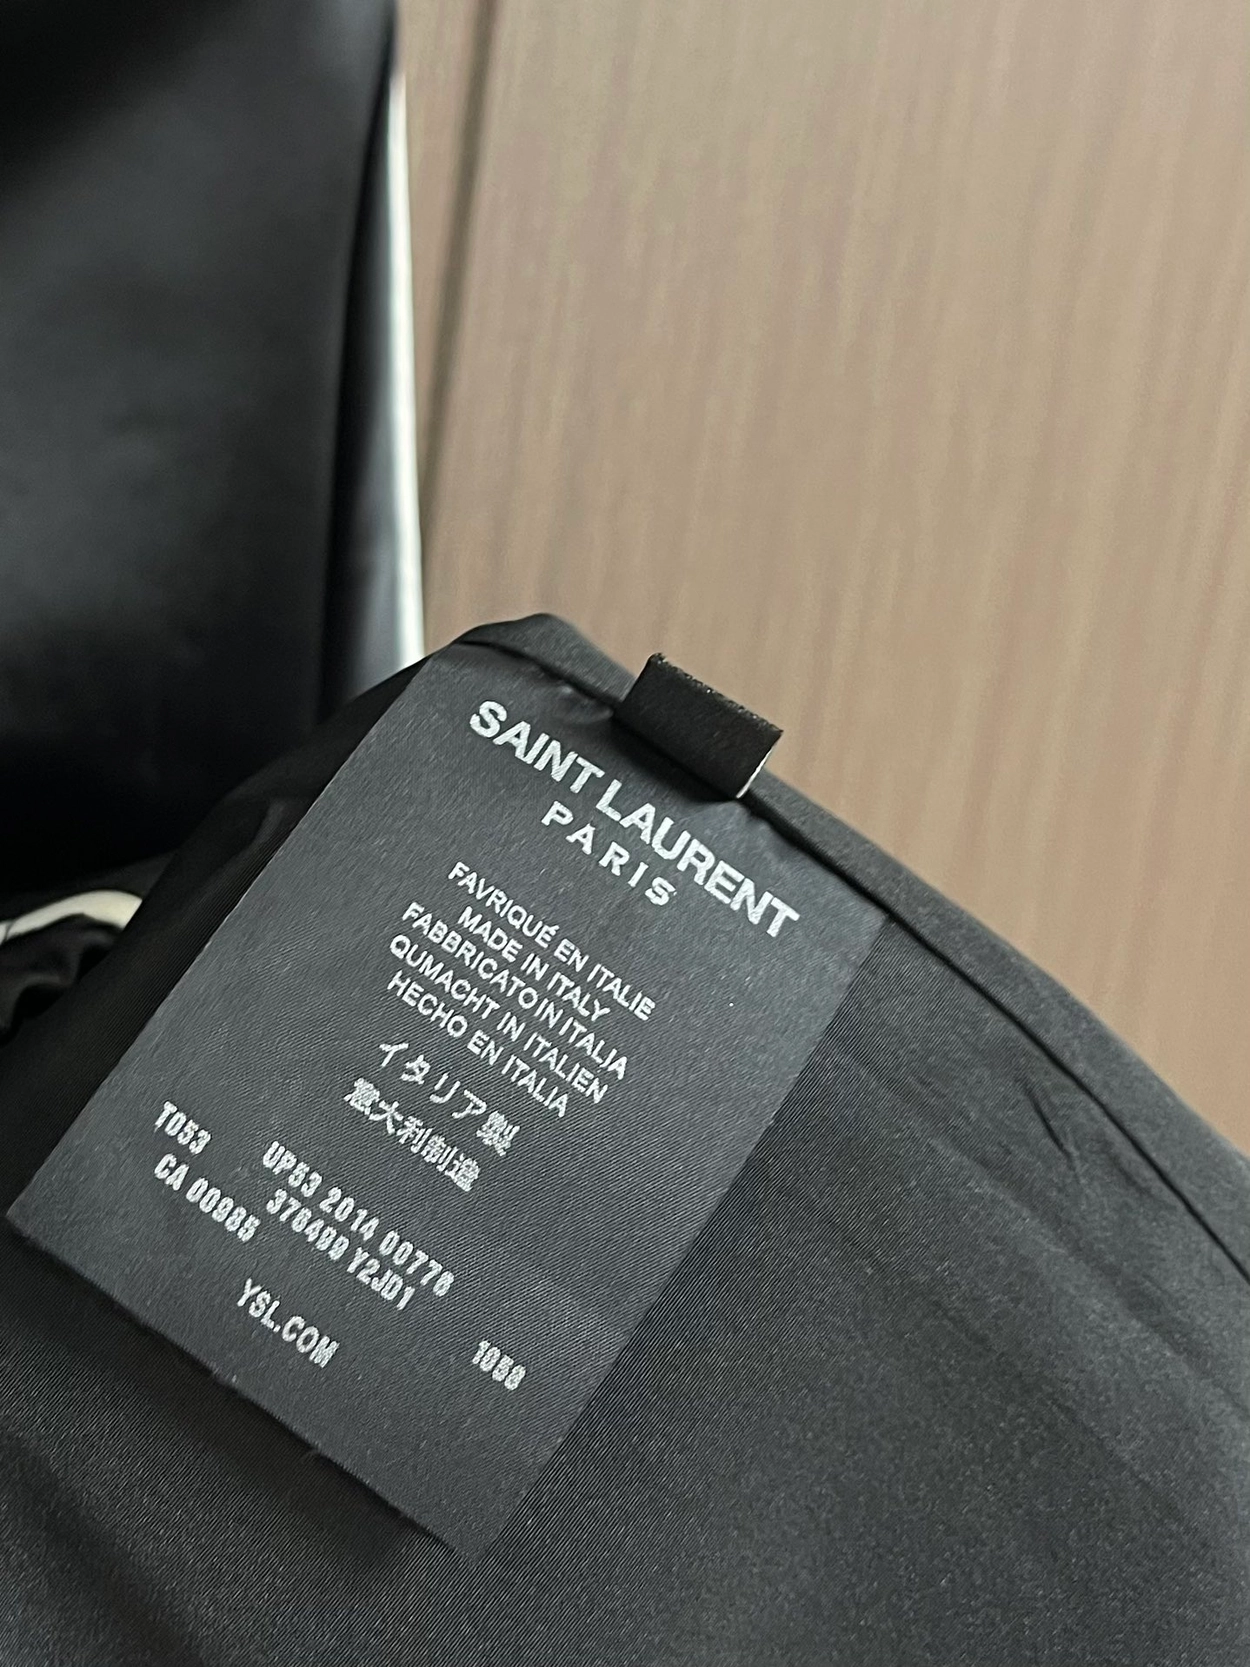 SAINT LAURENT
PARIS
FAVRIQUÉ EN ITALIE
MADE IN ITALY
FABBRICATO IN ITALIA
QUMACHT IN ITALIEN
HECHO EN ITALIA
イタリア製
意大利制造
T053 UP53 2014 00776
CA 00985 376499 Y2JD1
YSL.COM 1058